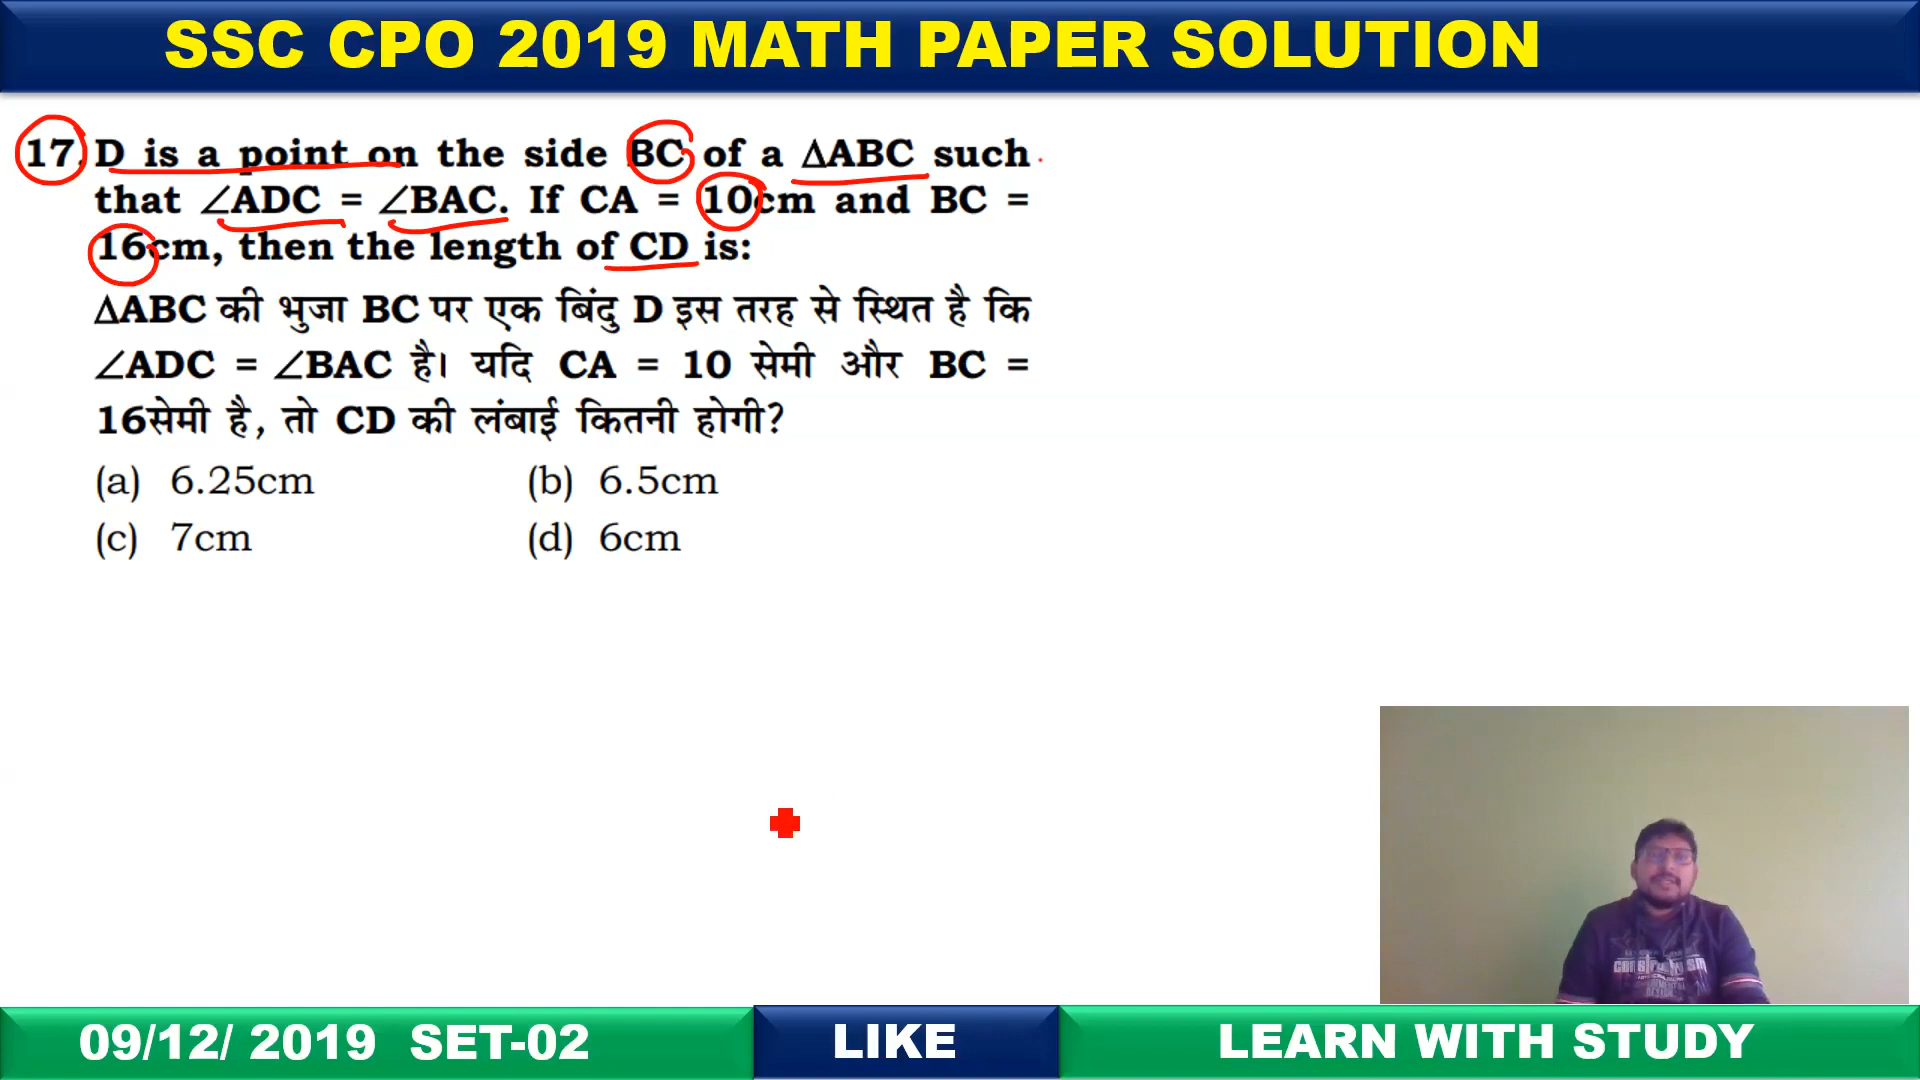 SSC CPO 2019 MATH PAPER SOLUTION
17. D is a point on the side BC of a ΔABC such
that ∠ADC = ∠BAC. If CA = 10cm and BC =
16cm, then the length of CD is:
ΔABC की भुजा BC पर एक बिंदु D इस तरह से स्थित है कि
∠ADC = ∠BAC है। यदि CA = 10 सेमी और BC =
16सेमी है, तो CD की लंबाई कितनी होगी?
(a) 6.25cm (b) 6.5cm
(c) 7cm (d) 6cm
09/12/ 2019 SET-02 LIKE LEARN WITH STUDY